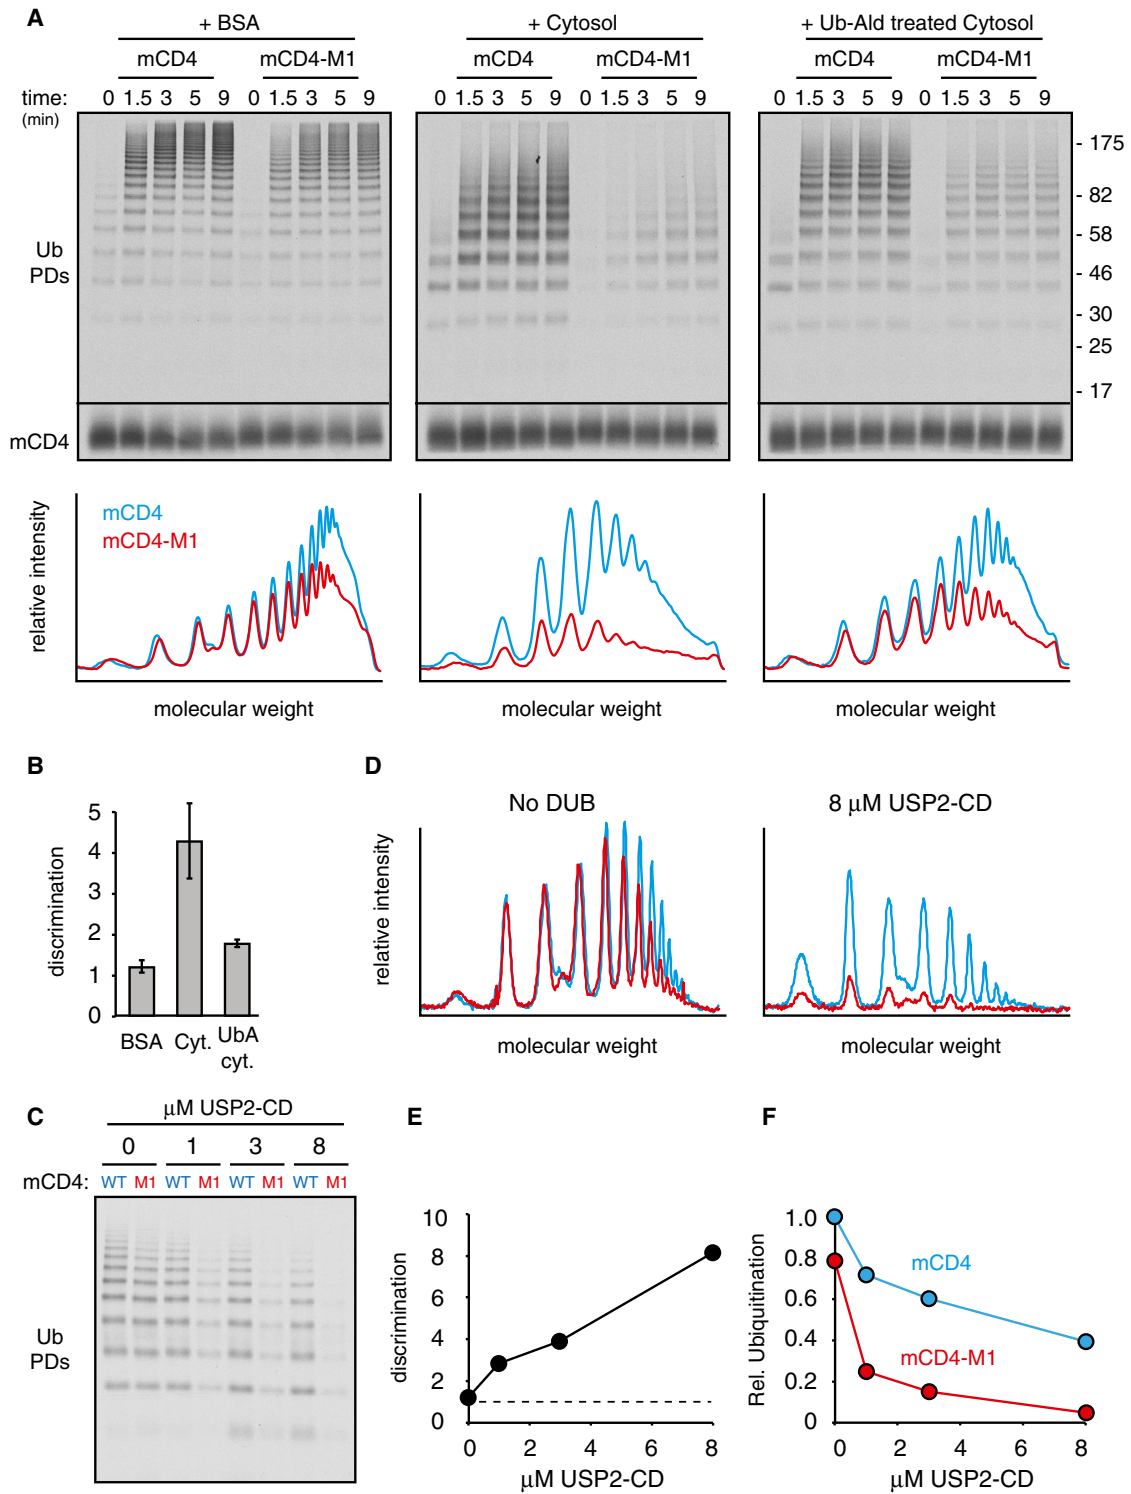 A
+ BSA
+ Cytosol
+ Ub-Ald treated Cytosol
mCD4 mCD4-M1 mCD4 mCD4-M1 mCD4 mCD4-M1
time: 0 1.5 3 5 9 0 1.5 3 5 9 0 1.5 3 5 9 0 1.5 3 5 9 0 1.5 3 5 9 0 1.5 3 5 9
(min)
- 175
- 82
- 58
- 46
- 30
- 25
- 17
Ub
PDs
mCD4
relative intensity
mCD4
mCD4-M1
molecular weight molecular weight molecular weight
B
discrimination
5
4
3
2
1
0
BSA Cyt. UbA
cyt.
D
No DUB 8 μM USP2-CD
relative intensity
molecular weight molecular weight
C
μM USP2-CD
0 1 3 8
mCD4: WT M1 WT M1 WT M1 WT M1
Ub
PDs
E
discrimination
10
8
6
4
2
0
0 2 4 6 8
μM USP2-CD
F
Rel. Ubiquitination
1.0
0.8
0.6
0.4
0.2
0
mCD4
mCD4-M1
0 2 4 6 8
μM USP2-CD